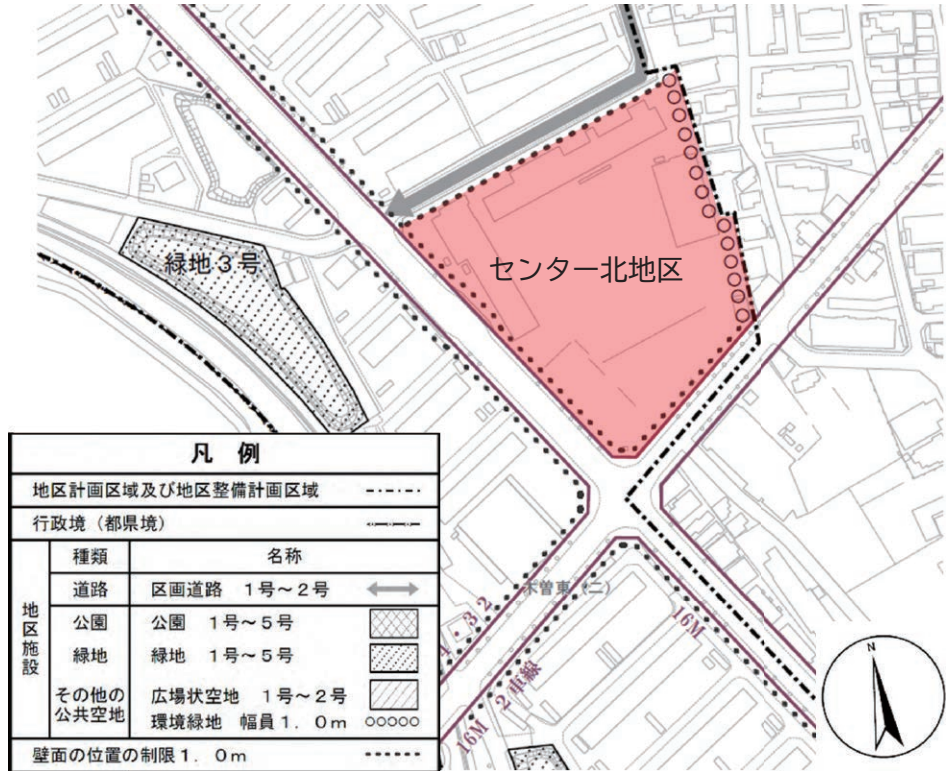 緑地3号
センター北地区
木曽東(二)
16M
16M 2車線
凡例
地区計画区域及び地区整備計画区域
行政境(都県境)
種類 名称
地区施設
道路 区画道路 1号~2号
公園 公園 1号~5号
緑地 緑地 1号~5号
その他の公共空地
広場状空地 1号~2号
環境緑地 幅員1.0m
壁面の位置の制限1.0m
N